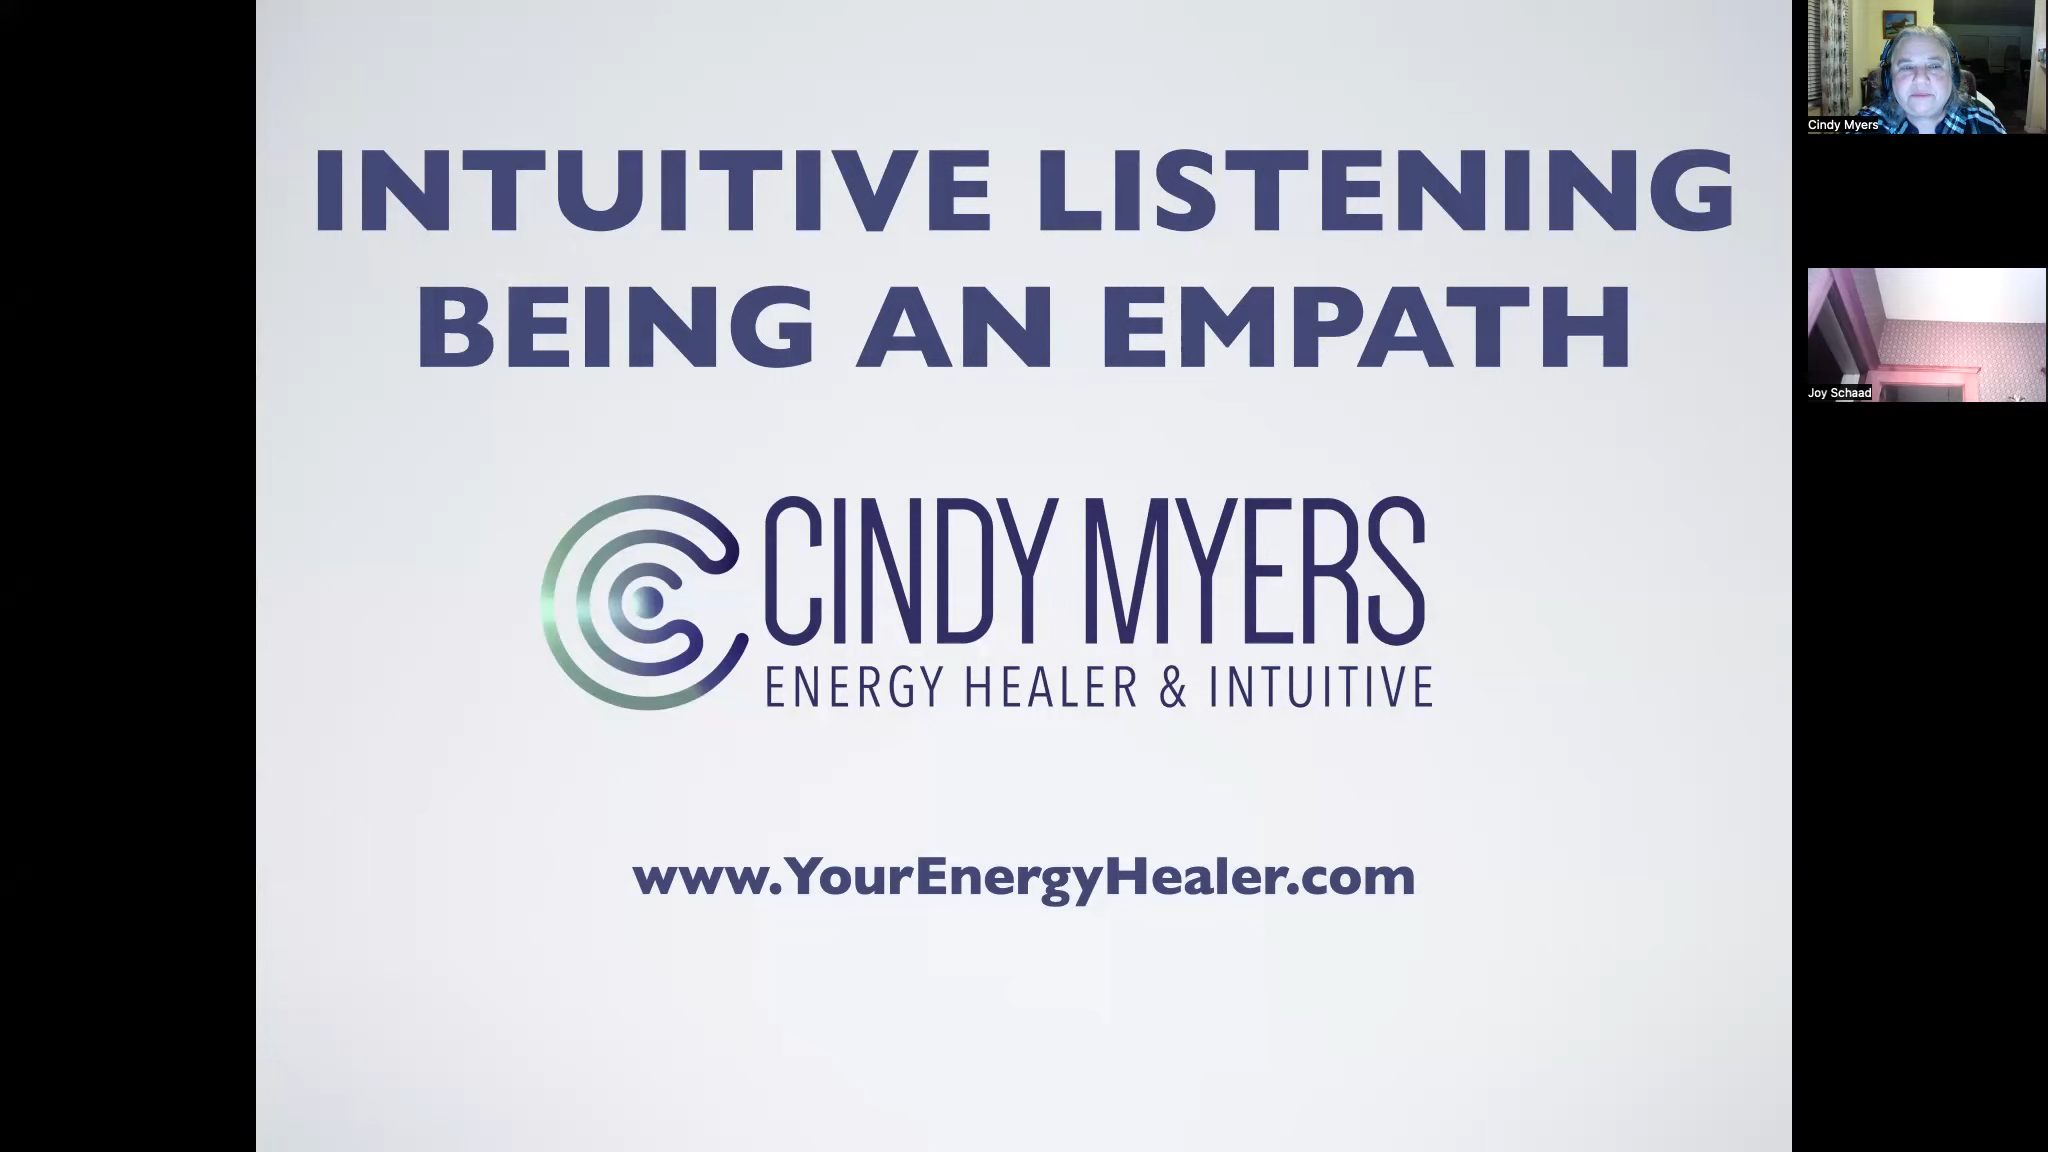 INTUITIVE LISTENING
BEING AN EMPATH
CINDY MYERS
ENERGY HEALER & INTUITIVE
www.YourEnergyHealer.com
Cindy Myers
Joy Schaad